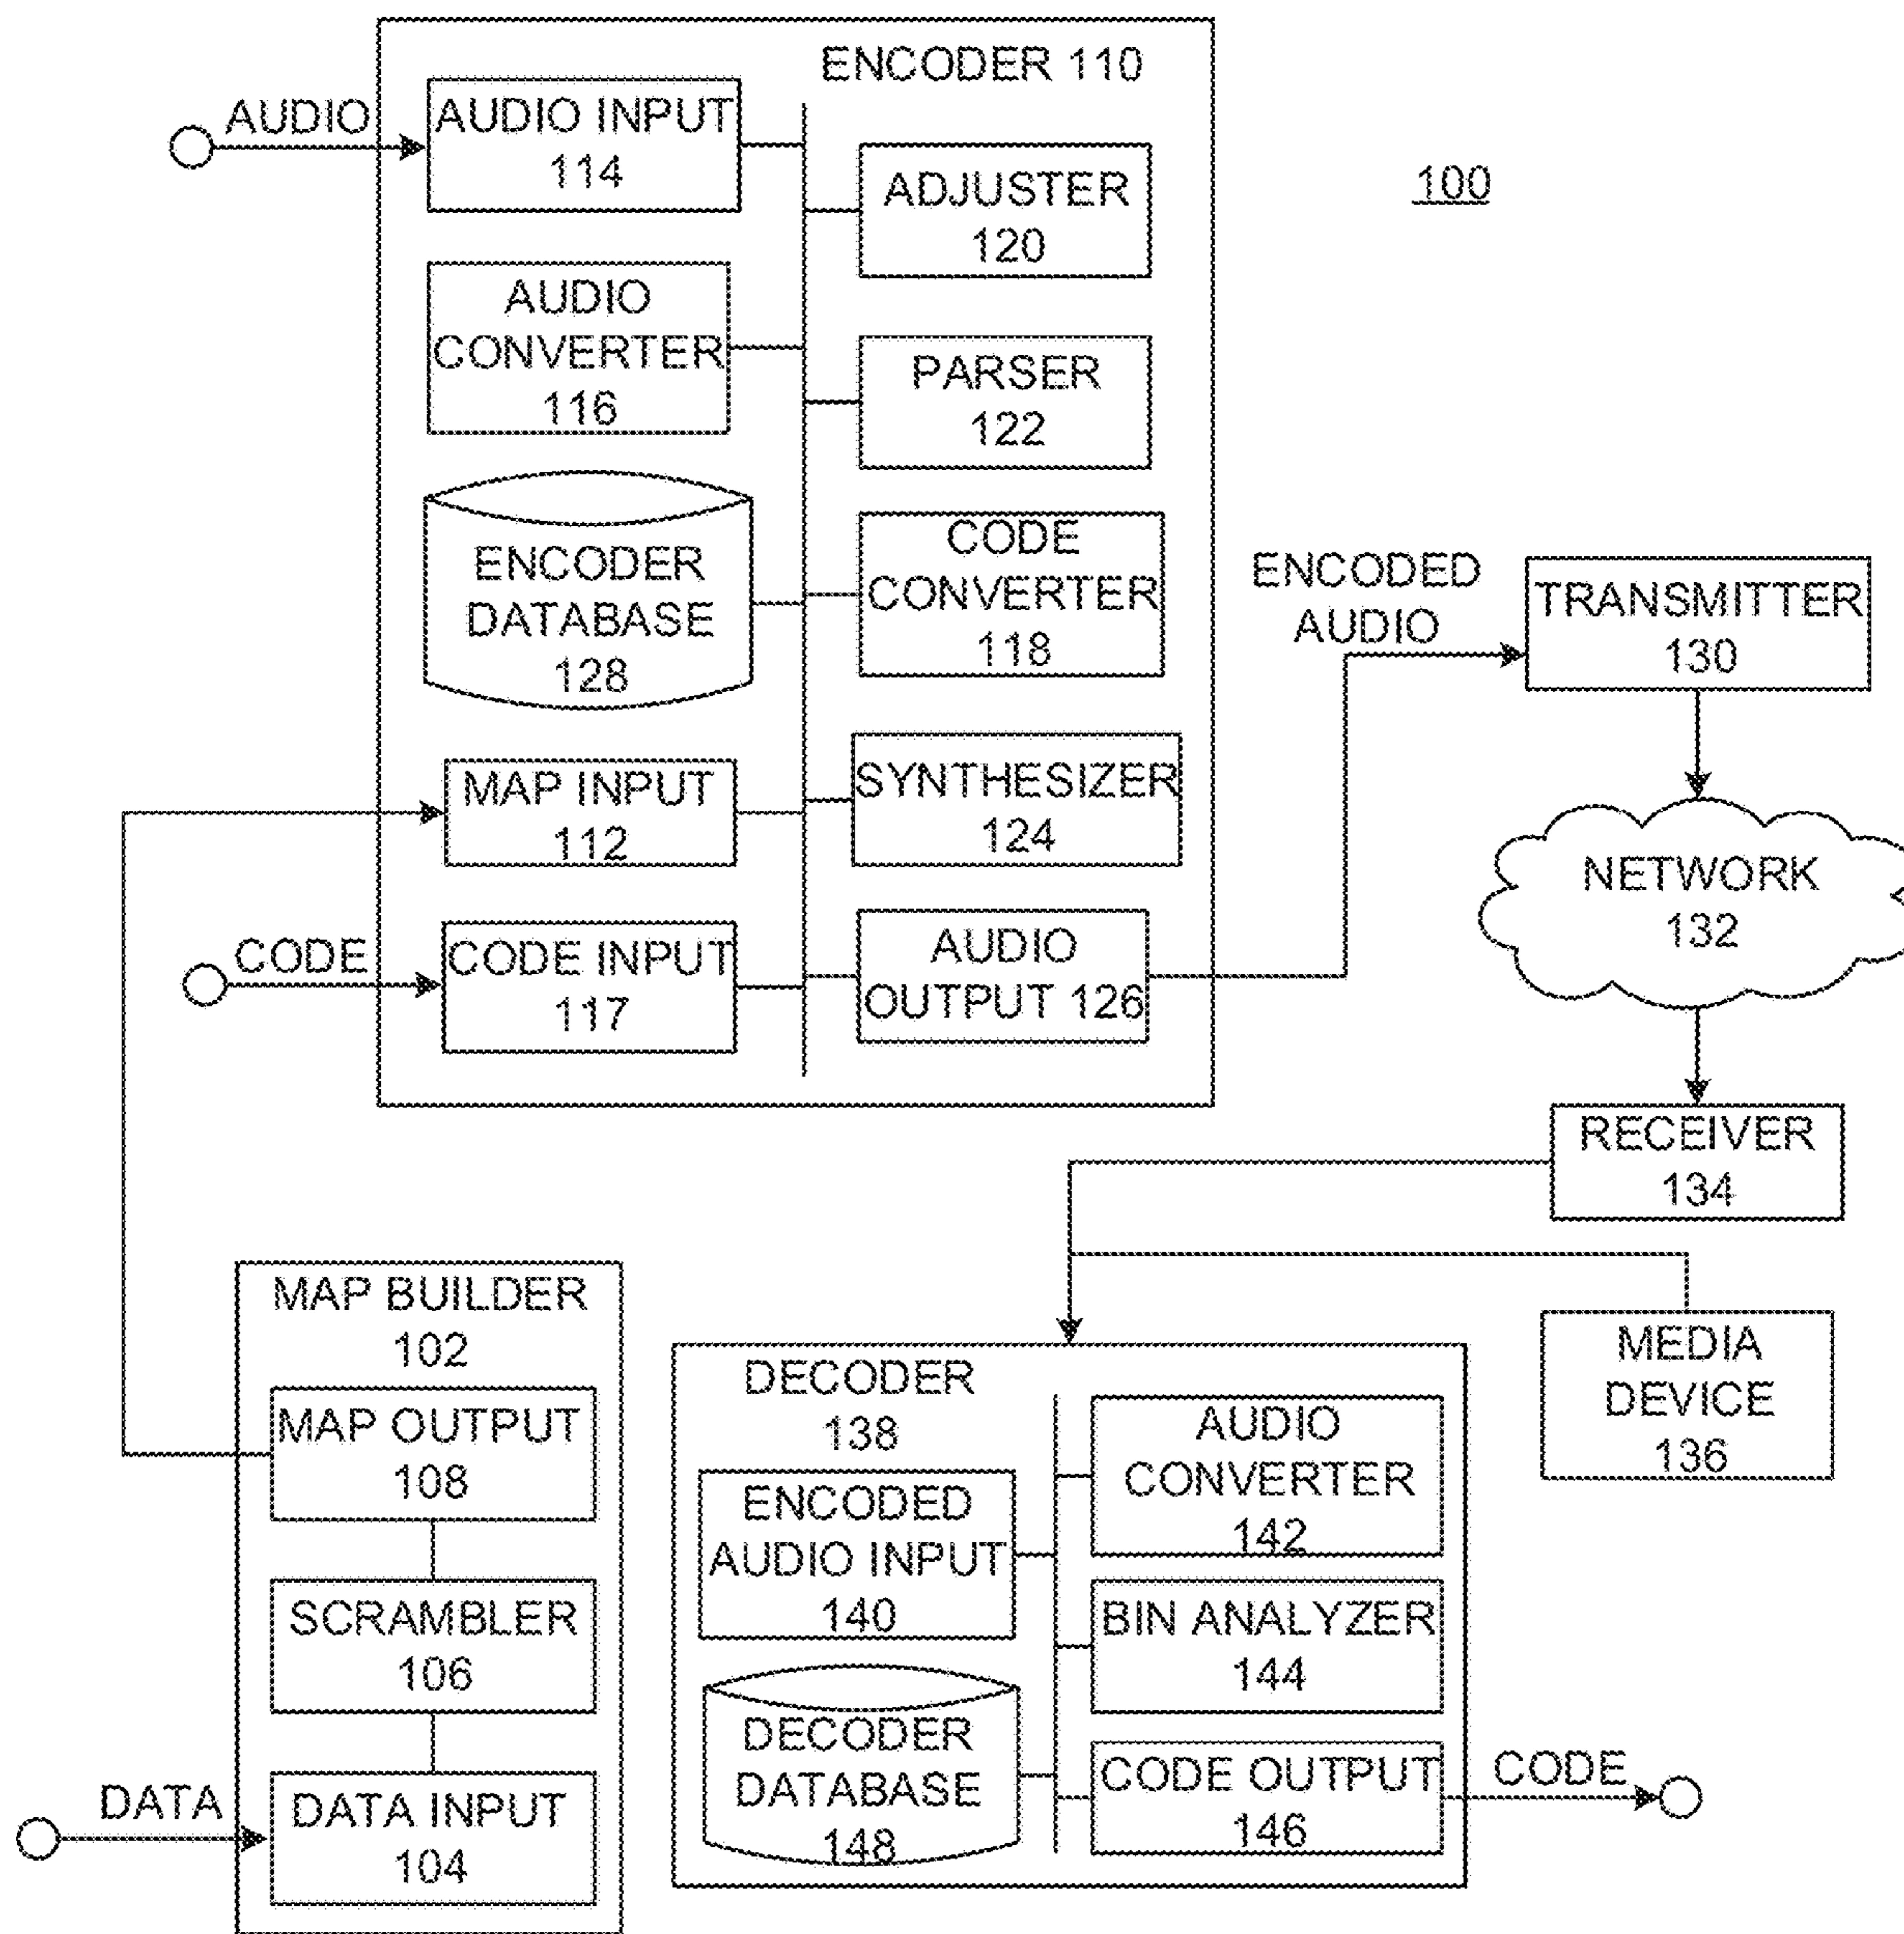 ENCODER 110
AUDIO
AUDIO INPUT
114
ADJUSTER
120
100
AUDIO
CONVERTER
116
PARSER
122
ENCODER
DATABASE
128
CODE
CONVERTER
118
ENCODED
AUDIO
TRANSMITTER
130
MAP INPUT
112
SYNTHESIZER
124
NETWORK
132
CODE
CODE INPUT
117
AUDIO
OUTPUT 126
RECEIVER
134
MAP BUILDER
102
MAP OUTPUT
108
SCRAMBLER
106
DATA
DATA INPUT
104
DECODER
138
ENCODED
AUDIO INPUT
140
DECODER
DATABASE
148
AUDIO
CONVERTER
142
BIN ANALYZER
144
CODE OUTPUT
146
CODE
MEDIA
DEVICE
136